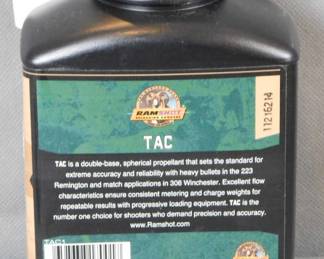 RAMSHOT
TAC
11216214
TAC is a double-base, spherical propellant that sets the standard for
extreme accuracy and reliability with heavy bullets in the 223
Remington and match applications in 308 Winchester. Excellent flow
characteristics ensure consistent metering and charge weights for
repeatable results with progressive loading equipment. TAC is the
number one choice for shooters who demand precision and accuracy.
www.Ramshot.com
TAC1